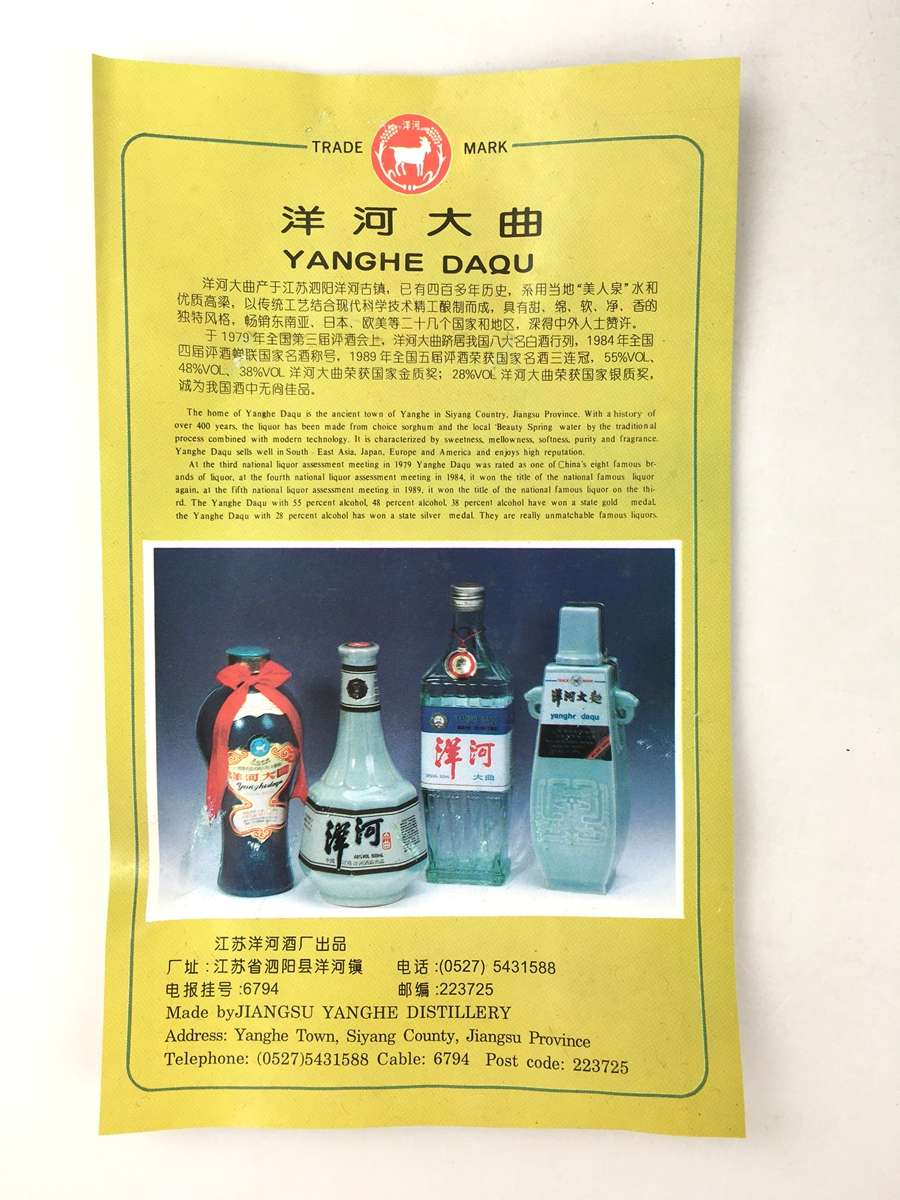 洋河
TRADE MARK
洋河大曲
YANGHE DAQU
洋河大曲产于江苏泗阳洋河古镇，已有四百多年历史，系用当地“美人泉”水和
优质高粱，以传统工艺结合现代科学技术精工酿制而成，具有甜、绵、软、净、香的
独特风格，畅销东南亚、日本、欧美等二十几个国家和地区，深得中外人士赞许。
于1979年全国第三届评酒会上，洋河大曲跻居我国八大名白酒行列，1984年全国
四届评酒蝉联国家名酒称号，1989年全国五届评酒荣获国家名酒三连冠，55%VOL、
48%VOL、38%VOL洋河大曲荣获国家金质奖；28%VOL洋河大曲荣获国家银质奖，
诚为我国酒中无尚佳品。
The home of Yanghe Daqu is the ancient town of Yanghe in Siyang Country, Jiangsu Province. With a history of
over 400 years, the liquor has been made from choice sorghum and the local 'Beauty Spring water by the traditional
process combined with modern technology. It is characterized by sweetness, mellowness, softness, purity and fragrance.
Yanghe Daqu sells well in South - East Asia, Japan, Europe and America and enjoys high reputation.
At the third national liquor assessment meeting in 1979 Yanghe Daqu was rated as one of China's eight famous br-
ands of liquor, at the fourth national liquor assessment meeting in 1984, it won the title of the national famous liquor
again, at the fifth national liquor assessment meeting in 1989, it won the title of the national famous liquor on the thi-
rd. The Yanghe Daqu with 55 percent alcohol, 48 percent alcohol, 38 percent alcohol have won a state gold medal,
the Yanghe Daqu with 28 percent alcohol has won a state silver medal. They are really unmatchable famous liquors.
洋河大曲
Yanghedaqu
洋河
48%VOL 500ML
洋河
大曲
TRADE MARK
洋河大麯
yanghe daqu
江苏洋河酒厂出品
厂址：江苏省泗阳县洋河镇 电话：(0527) 5431588
电报挂号：6794 邮编：223725
Made by JIANGSU YANGHE DISTILLERY
Address: Yanghe Town, Siyang County, Jiangsu Province
Telephone: (0527)5431588 Cable: 6794 Post code: 223725